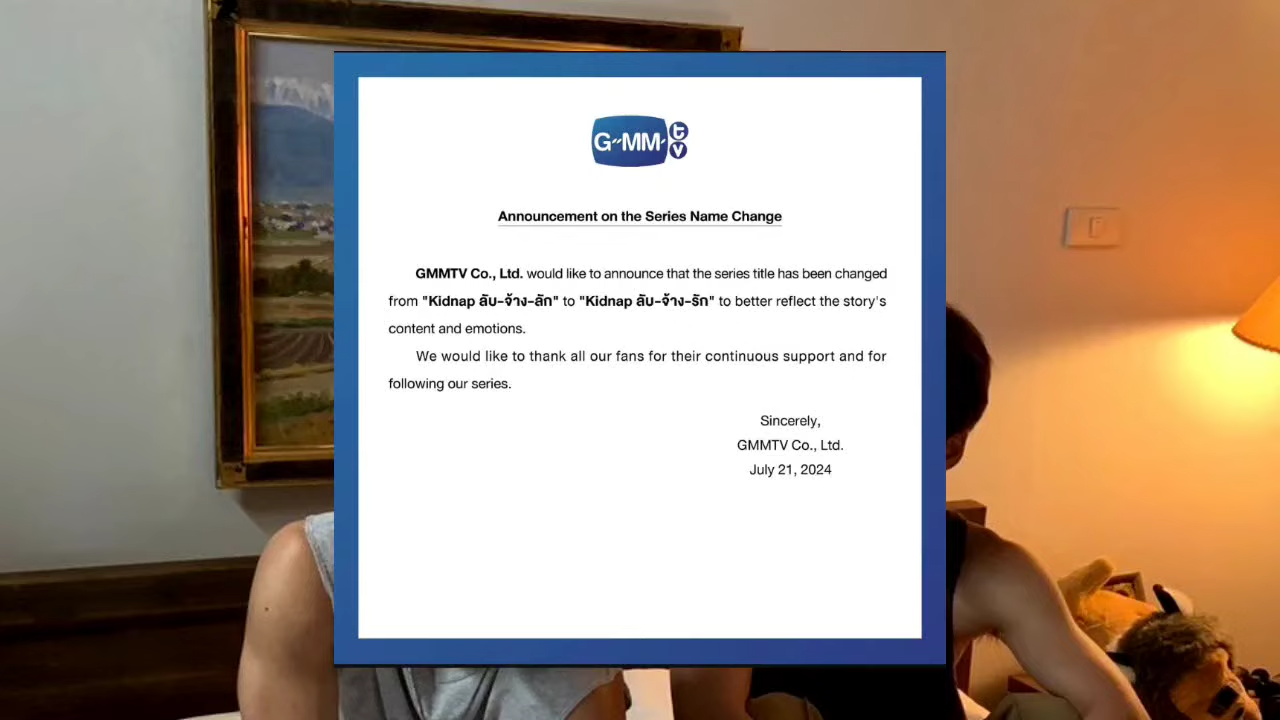 G~MM~ tv
Announcement on the Series Name Change
GMMTV Co., Ltd. would like to announce that the series title has been changed
from "Kidnap ลับ-จ้าง-ลัก" to "Kidnap ลับ-จ้าง-รัก" to better reflect the story's
content and emotions.
We would like to thank all our fans for their continuous support and for
following our series.
Sincerely,
GMMTV Co., Ltd.
July 21, 2024